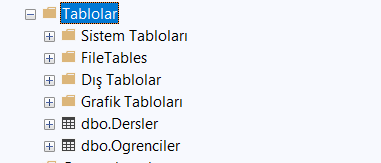 Tablolar
Sistem Tabloları
FileTables
Dış Tablolar
Grafik Tabloları
dbo.Dersler
dbo.Ogrenciler